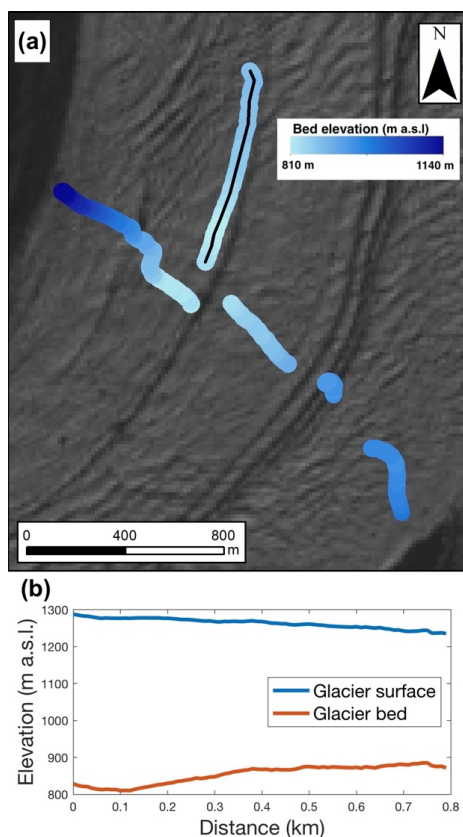 (a)
N
Bed elevation (m a.s.l)
810 m 1140 m
0 400 800
m
(b)
Elevation (m a.s.l.)
1300
1200
1100
1000
900
800
Glacier surface
Glacier bed
0 0.1 0.2 0.3 0.4 0.5 0.6 0.7 0.8
Distance (km)